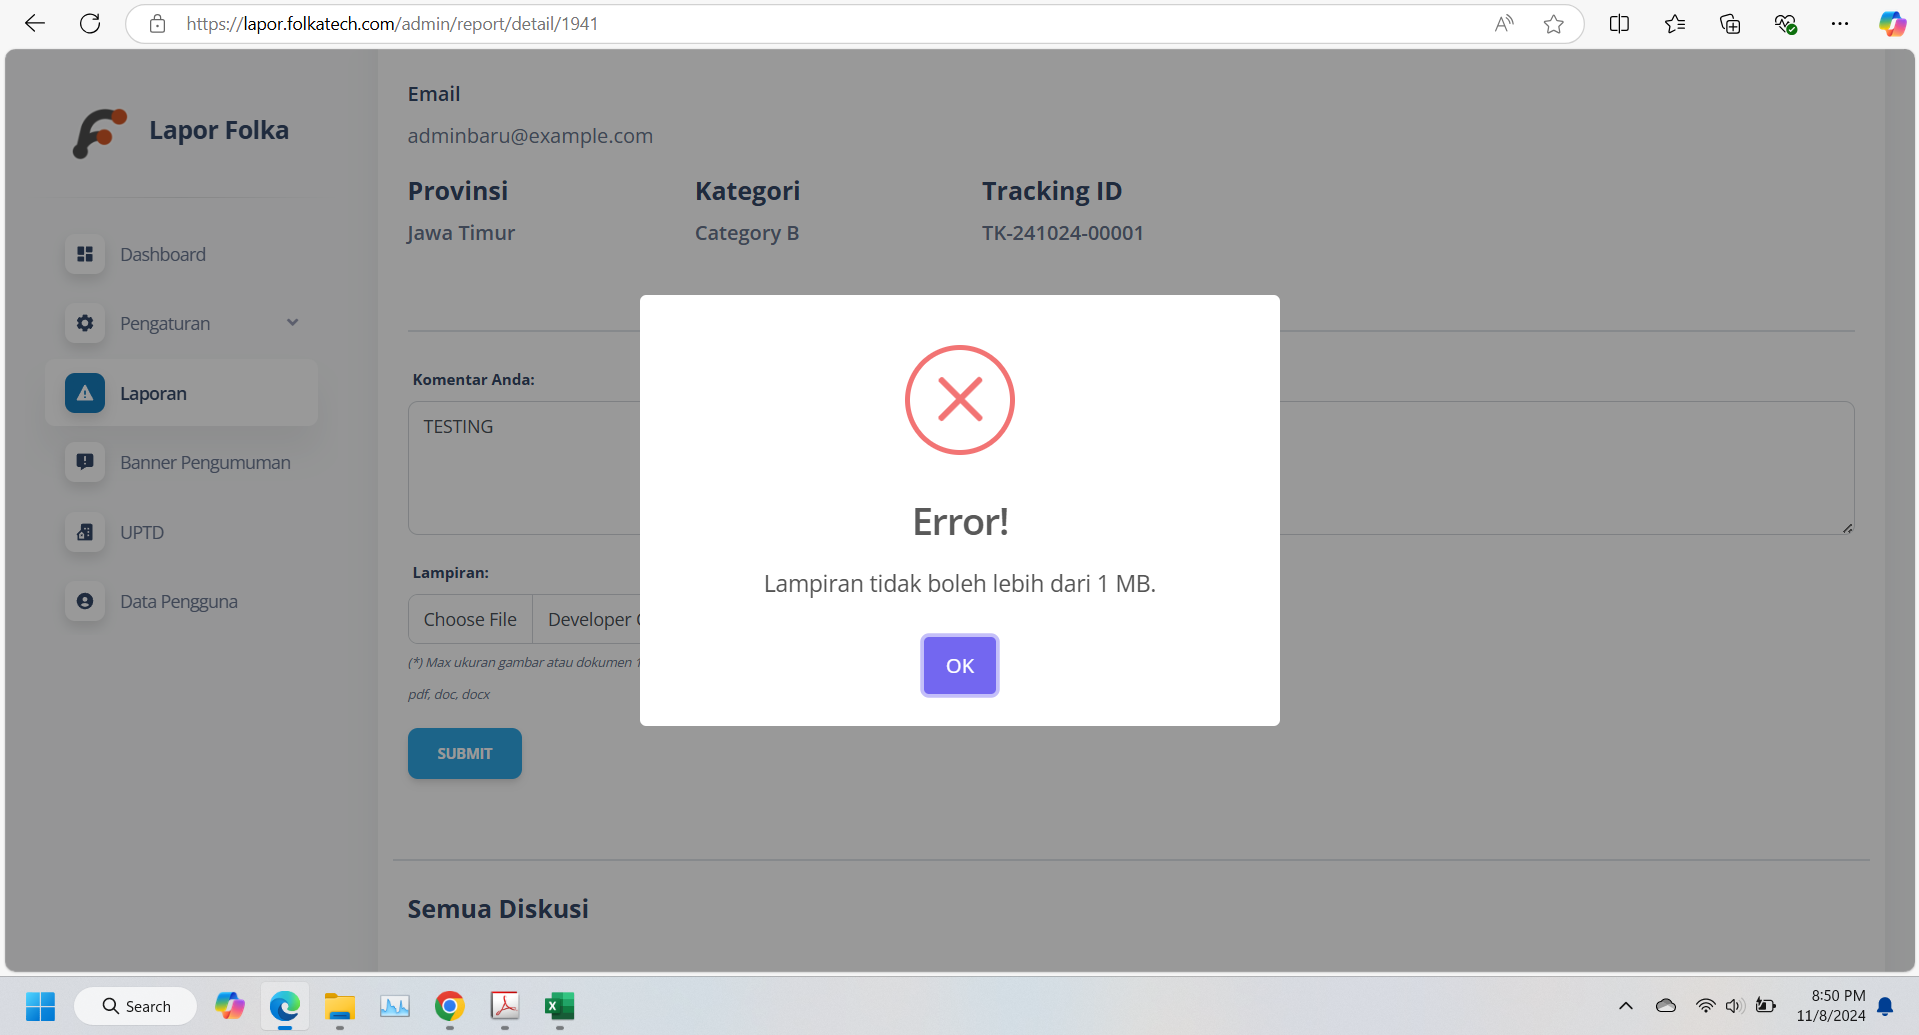 https://lapor.folkatech.com/admin/report/detail/1941
Lapor Folka
Dashboard
Pengaturan
Laporan
Banner Pengumuman
UPTD
Data Pengguna
Email
adminbaru@example.com
Provinsi Kategori Tracking ID
Jawa Timur Category B TK-241024-00001
Komentar Anda:
TESTING
Lampiran:
Choose File Developer
(*) Max ukuran gambar atau dokumen 1
pdf, doc, docx
SUBMIT
Semua Diskusi
Error!
Lampiran tidak boleh lebih dari 1 MB.
OK
Search
8:50 PM
11/8/2024